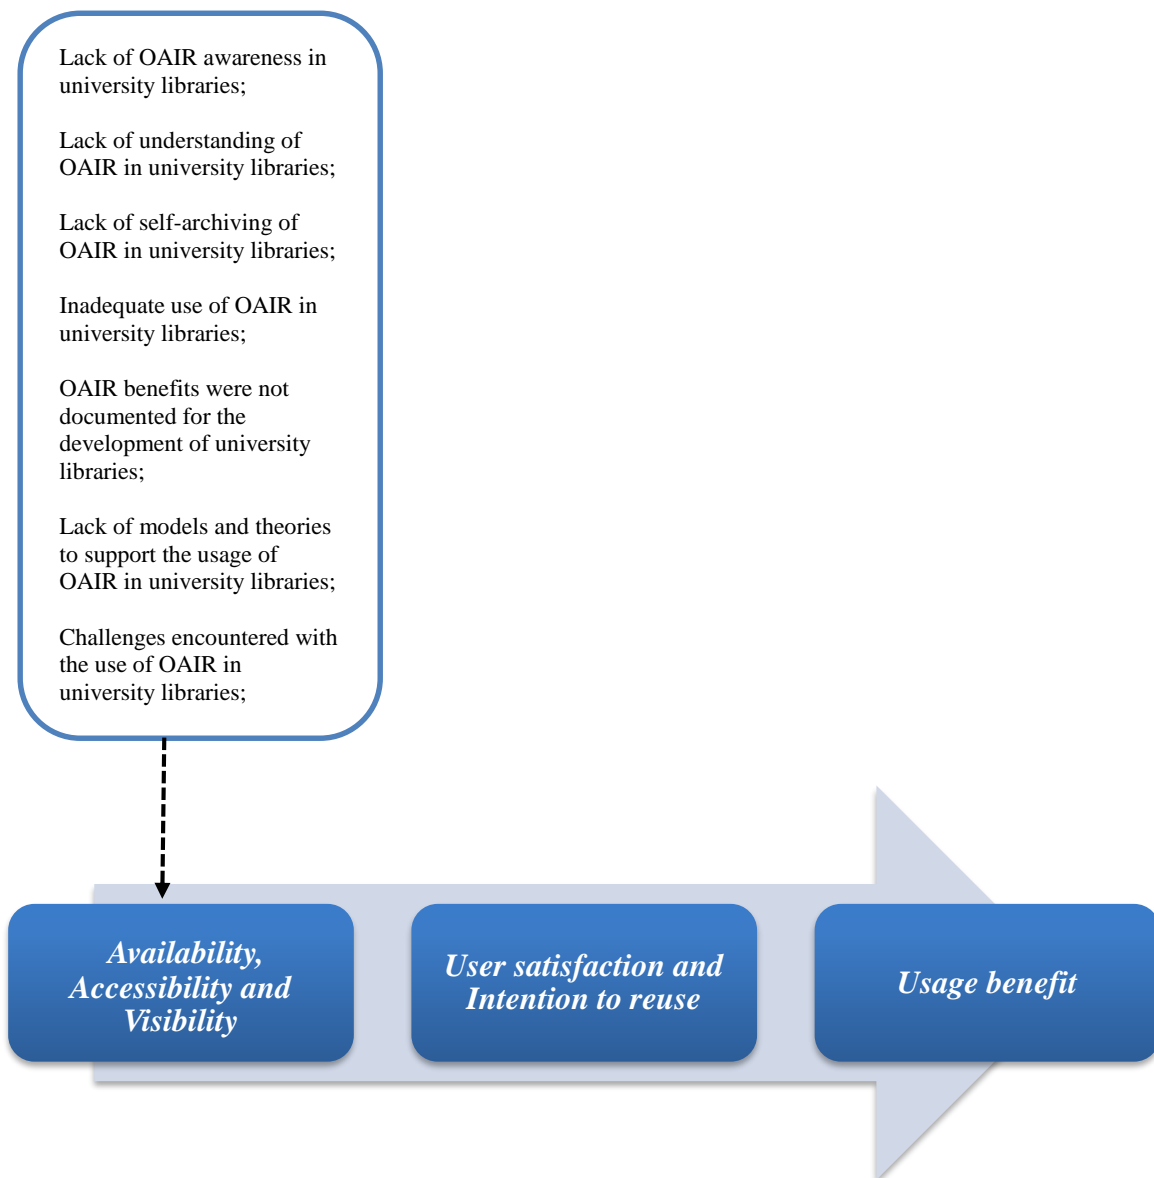 Lack of OAIR awareness in
university libraries;
Lack of understanding of
OAIR in university libraries;
Lack of self-archiving of
OAIR in university libraries;
Inadequate use of OAIR in
university libraries;
OAIR benefits were not
documented for the
development of university
libraries;
Lack of models and theories
to support the usage of
OAIR in university libraries;
Challenges encountered with
the use of OAIR in
university libraries;
Availability,
Accessibility and
Visibility
User satisfaction and
Intention to reuse
Usage benefit